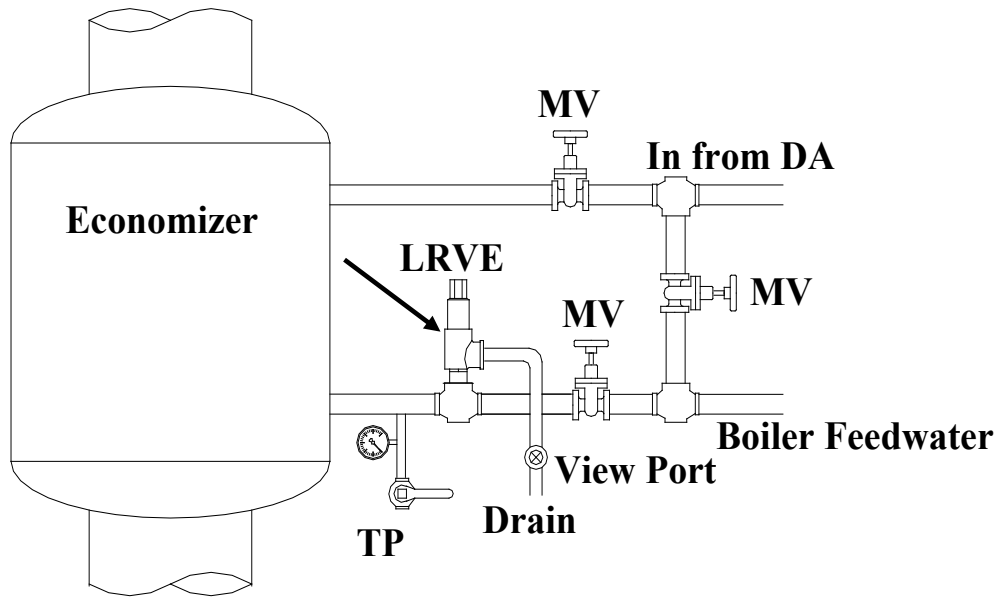 MV
In from DA
Economizer
LRVE
MV
MV
Boiler Feedwater
View Port
Drain
TP